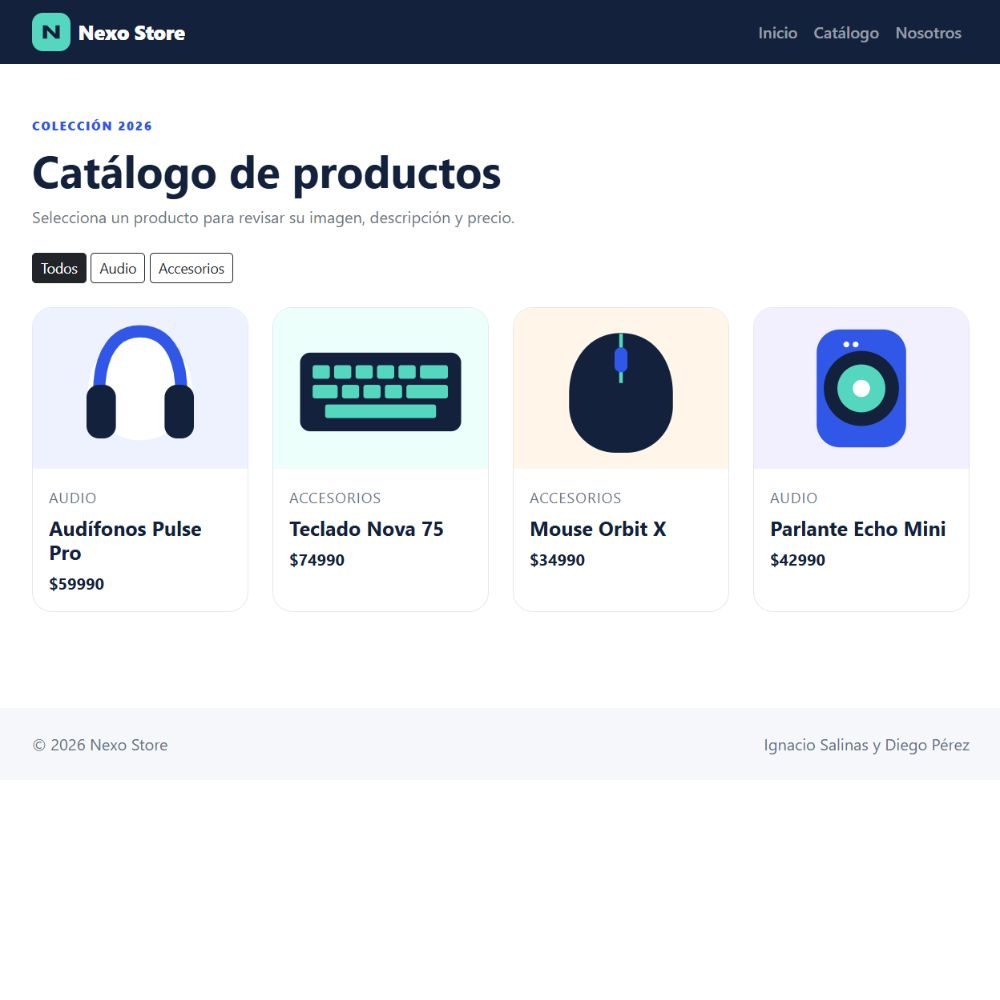 N Nexo Store
Inicio Catálogo Nosotros
COLECCIÓN 2026
Catálogo de productos
Selecciona un producto para revisar su imagen, descripción y precio.
Todos Audio Accesorios
AUDIO
Audífonos Pulse
Pro
$59990
ACCESORIOS
Teclado Nova 75
$74990
ACCESORIOS
Mouse Orbit X
$34990
AUDIO
Parlante Echo Mini
$42990
© 2026 Nexo Store
Ignacio Salinas y Diego Pérez